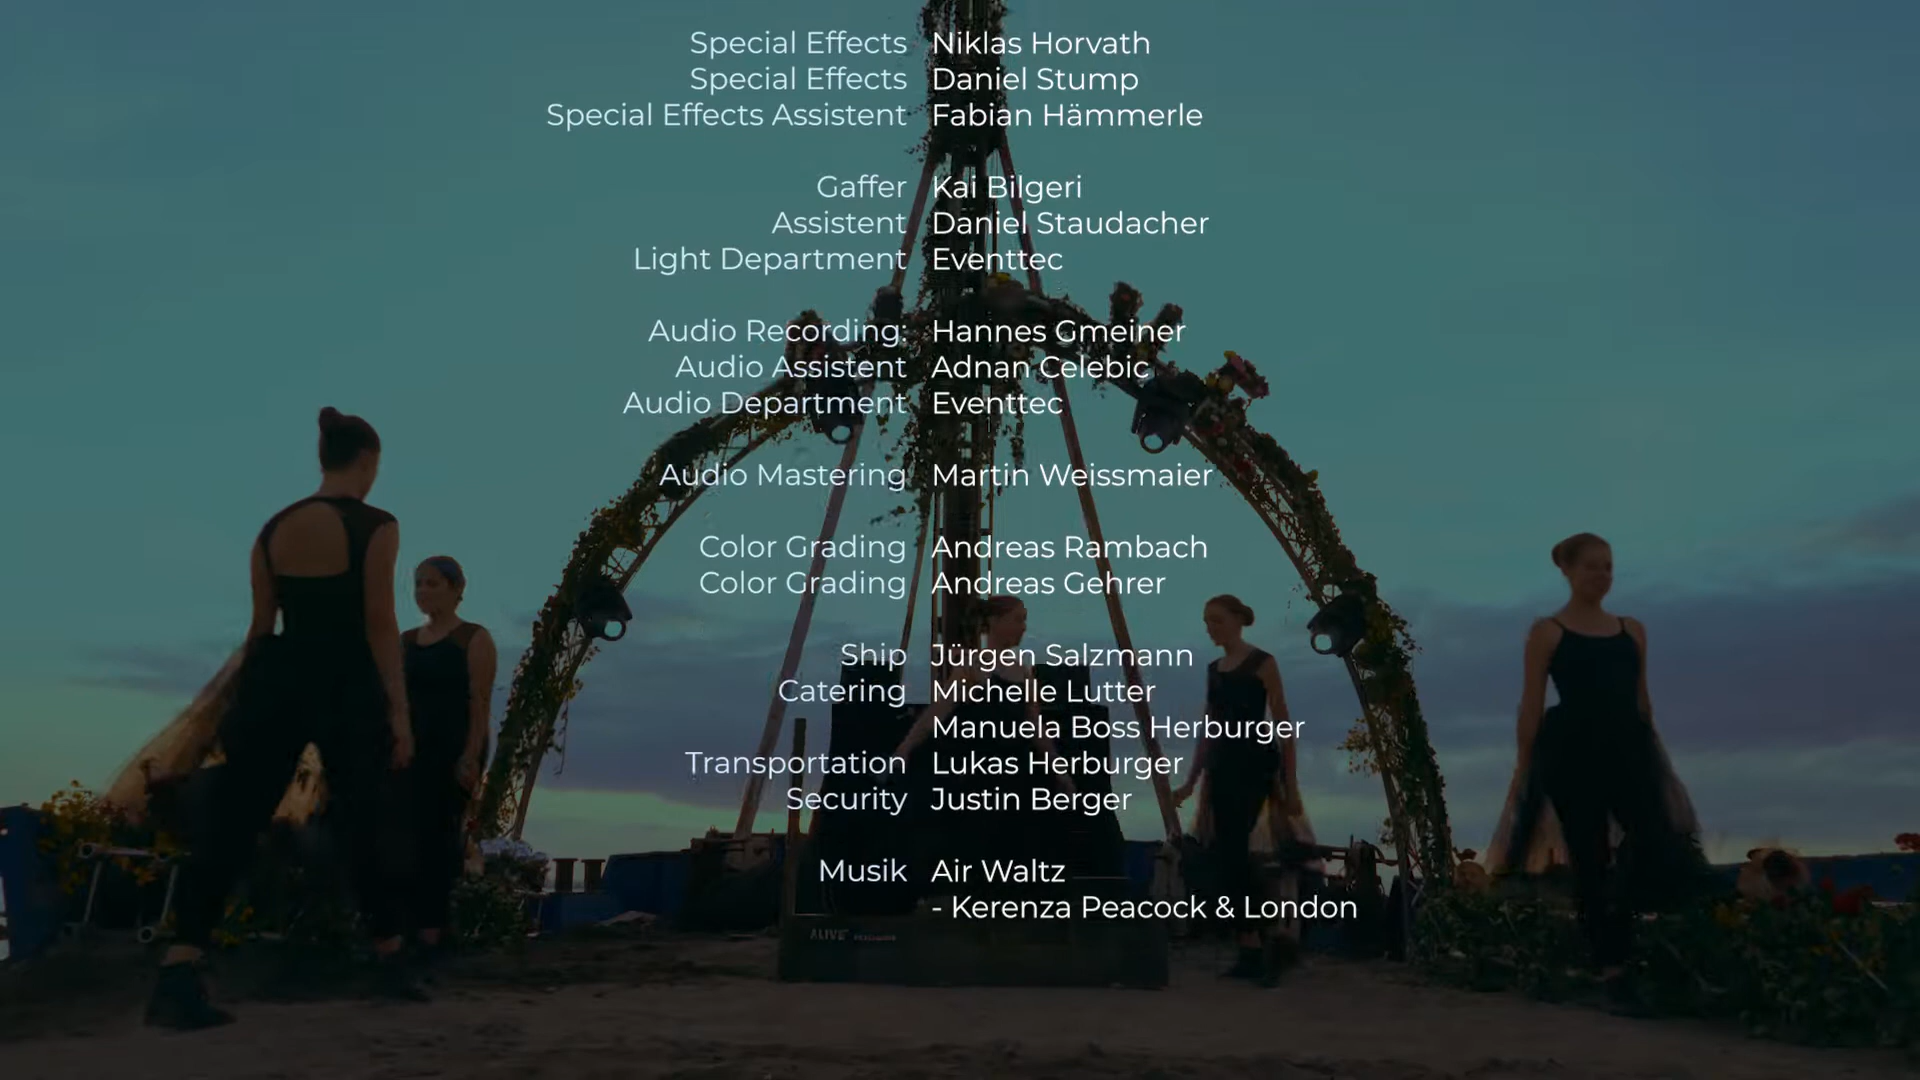 Special Effects Niklas Horvath
Special Effects Daniel Stump
Special Effects Assistent Fabian Hämmerle
Gaffer Kai Bilgeri
Assistent Daniel Staudacher
Light Department Eventtec
Audio Recording: Hannes Gmeiner
Audio Assistent Adnan Celebic
Audio Department Eventtec
Audio Mastering Martin Weissmaier
Color Grading Andreas Rambach
Color Grading Andreas Gehrer
Ship Jürgen Salzmann
Catering Michelle Lutter
Manuela Boss Herburger
Transportation Lukas Herburger
Security Justin Berger
Musik Air Waltz
- Kerenza Peacock & London
ALIVE